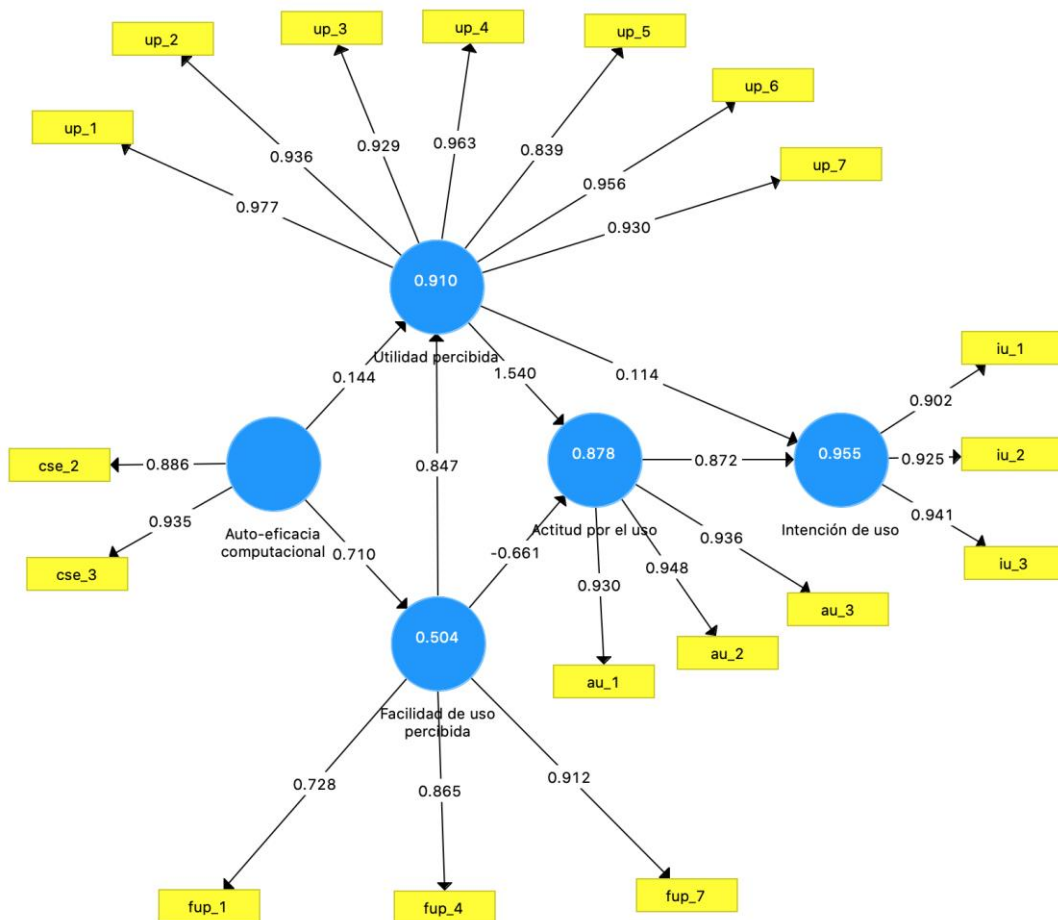 up_2
up_3
up_4
up_5
up_6
up_1
up_7
0.936
0.929
0.963
0.839
0.956
0.977
0.930
0.910
Utilidad percibida
0.144
1.540
0.114
iu_1
0.902
cse_2
0.886
0.847
0.878
0.872
0.955
0.925
iu_2
0.935
Auto-eficacia
computacional
Actitud por el uso
Intención de uso
0.941
cse_3
0.710
-0.661
0.930
0.948
0.936
iu_3
au_3
0.504
au_2
au_1
Facilidad de uso
percibida
0.728
0.865
0.912
fup_1
fup_4
fup_7